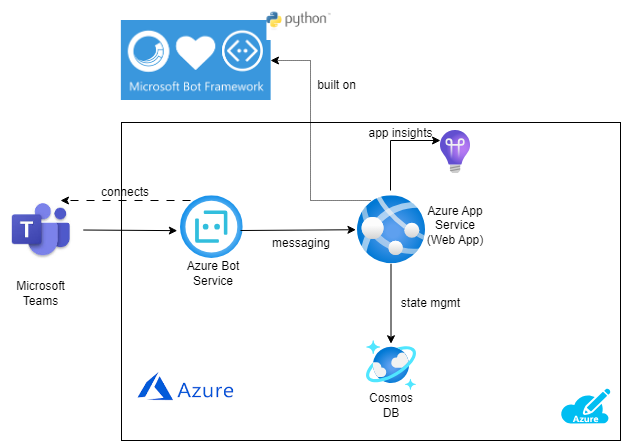 python
Microsoft Bot Framework
built on
app insights
connects
T
Azure App
Service
(Web App)
messaging
Azure Bot
Service
Microsoft
Teams
state mgmt
Cosmos
DB
Azure
Azure